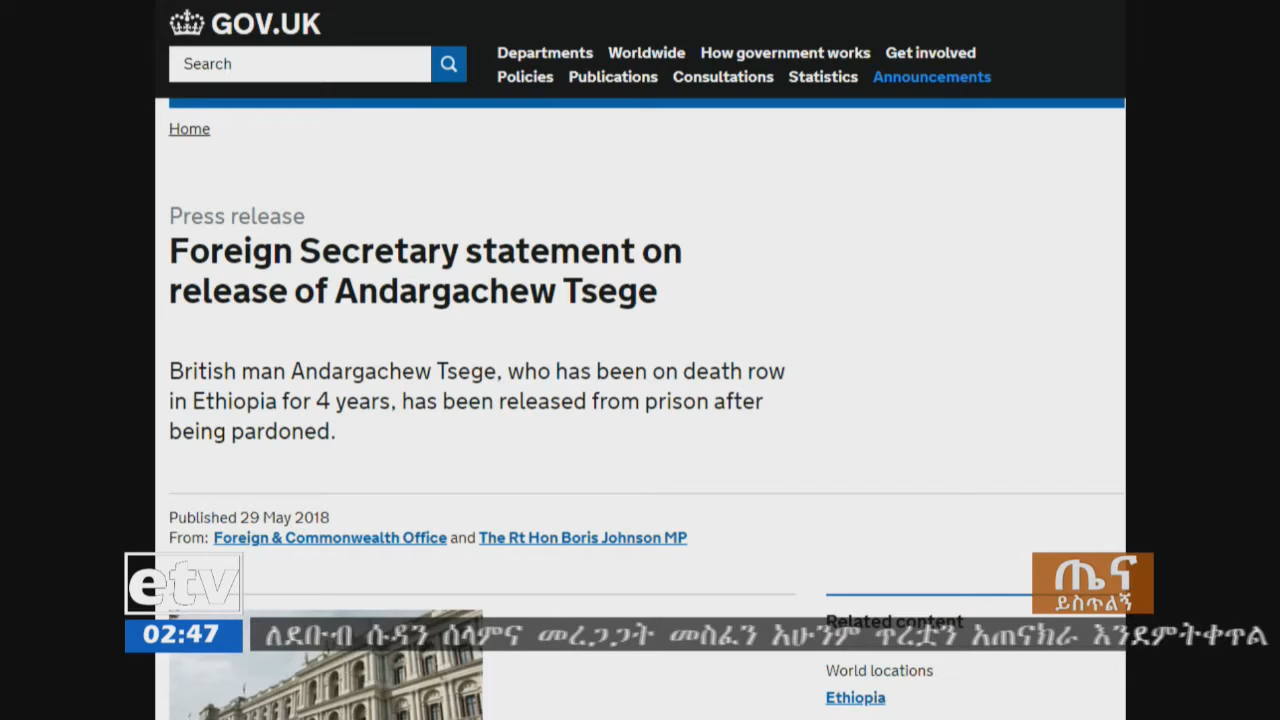 GOV.UK
Search
Departments Worldwide How government works Get involved
Policies Publications Consultations Statistics Announcements
Home
Press release
Foreign Secretary statement on
release of Andargachew Tsege
British man Andargachew Tsege, who has been on death row
in Ethiopia for 4 years, has been released from prison after
being pardoned.
Published 29 May 2018
From: Foreign & Commonwealth Office and The Rt Hon Boris Johnson MP
etv
ጤና
ይስጥልኝ
Related content
02:47
ለደቡብ ሱዳን ሰላምና መረጋጋት መስፈን አሁንም ጥረቷን አጠናክራ እንደምትቀጥል
World locations
Ethiopia